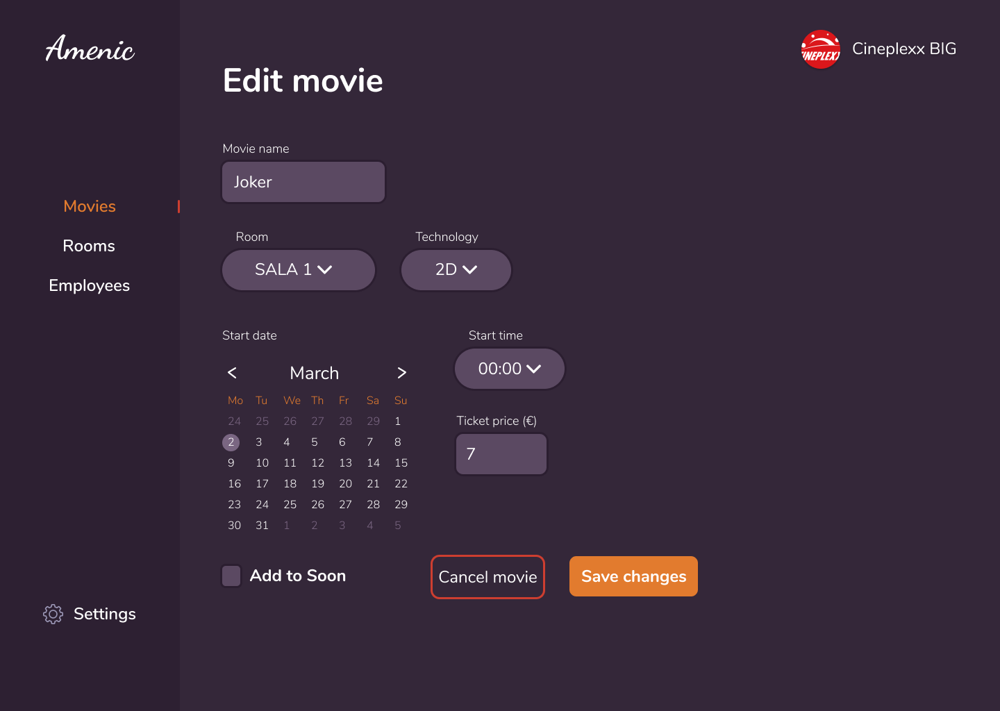 Amenic
CINEPLEXX
Cineplexx BIG
Edit movie
Movie name
Joker
Movies
Rooms
Employees
Room
Technology
SALA 1
2D
Start date
Start time
< March >
00:00
Mo Tu We Th Fr Sa Su
24 25 26 27 28 29 1
2 3 4 5 6 7 8
9 10 11 12 13 14 15
16 17 18 19 20 21 22
23 24 25 26 27 28 29
30 31 1 2 3 4 5
Ticket price (€)
7
Add to Soon
Cancel movie
Save changes
Settings